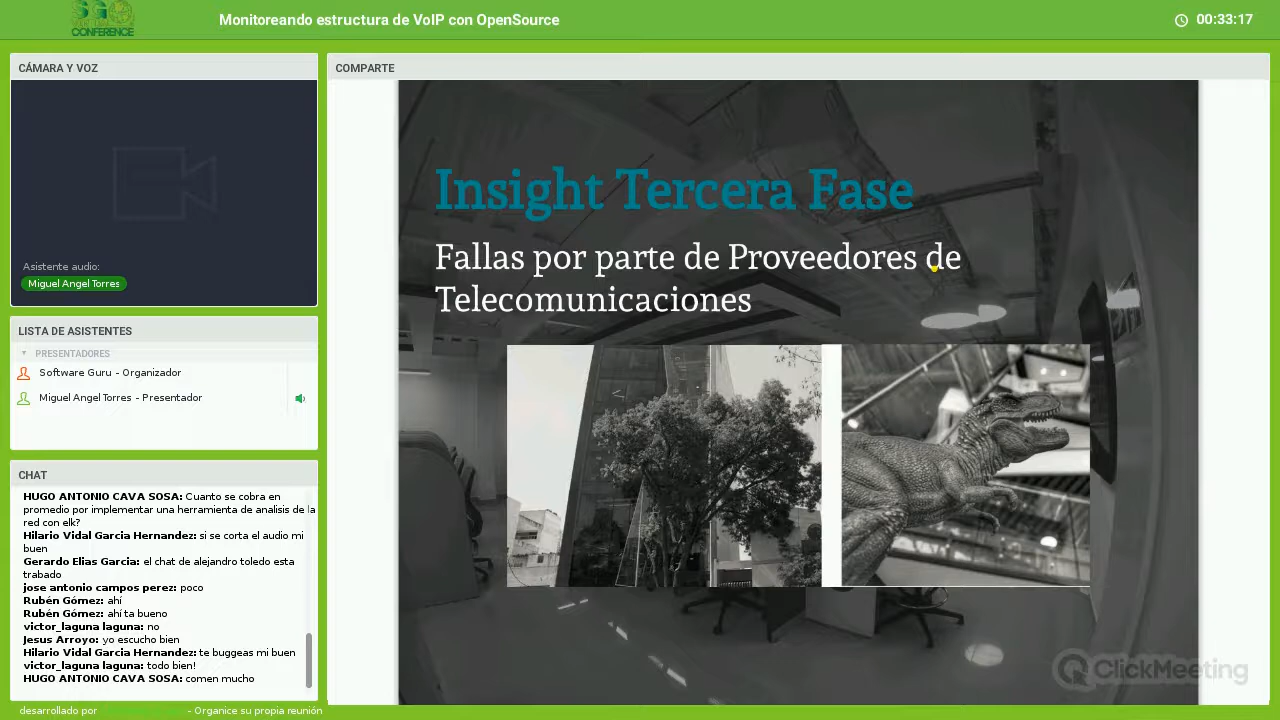 SG
CONFERENCE
Monitoreando estructura de VoIP con OpenSource
00:33:17
CÁMARA Y VOZ
Asistente audio:
Miguel Angel Torres
LISTA DE ASISTENTES
PRESENTADORES
Software Guru - Organizador
Miguel Angel Torres - Presentador
CHAT
HUGO ANTONIO CAVA SOSA: Cuanto se cobra en
promedio por implementar una herramienta de analisis de la
red con elk?
Hilario Vidal Garcia Hernandez: si se corta el audio mi
buen
Gerardo Elias Garcia: el chat de alejandro toledo esta
trabado
jose antonio campos perez: poco
Rubén Gómez: ahí
Rubén Gómez: ahí ta bueno
victor_laguna laguna: no
Jesus Arroyo: yo escucho bien
Hilario Vidal Garcia Hernandez: te buggeas mi buen
victor_laguna laguna: todo bien!
HUGO ANTONIO CAVA SOSA: comen mucho
desarrollado por - Organice su propia reunión
COMPARTE
Insight Tercera Fase
Fallas por parte de Proveedores de
Telecomunicaciones
ClickMeeting